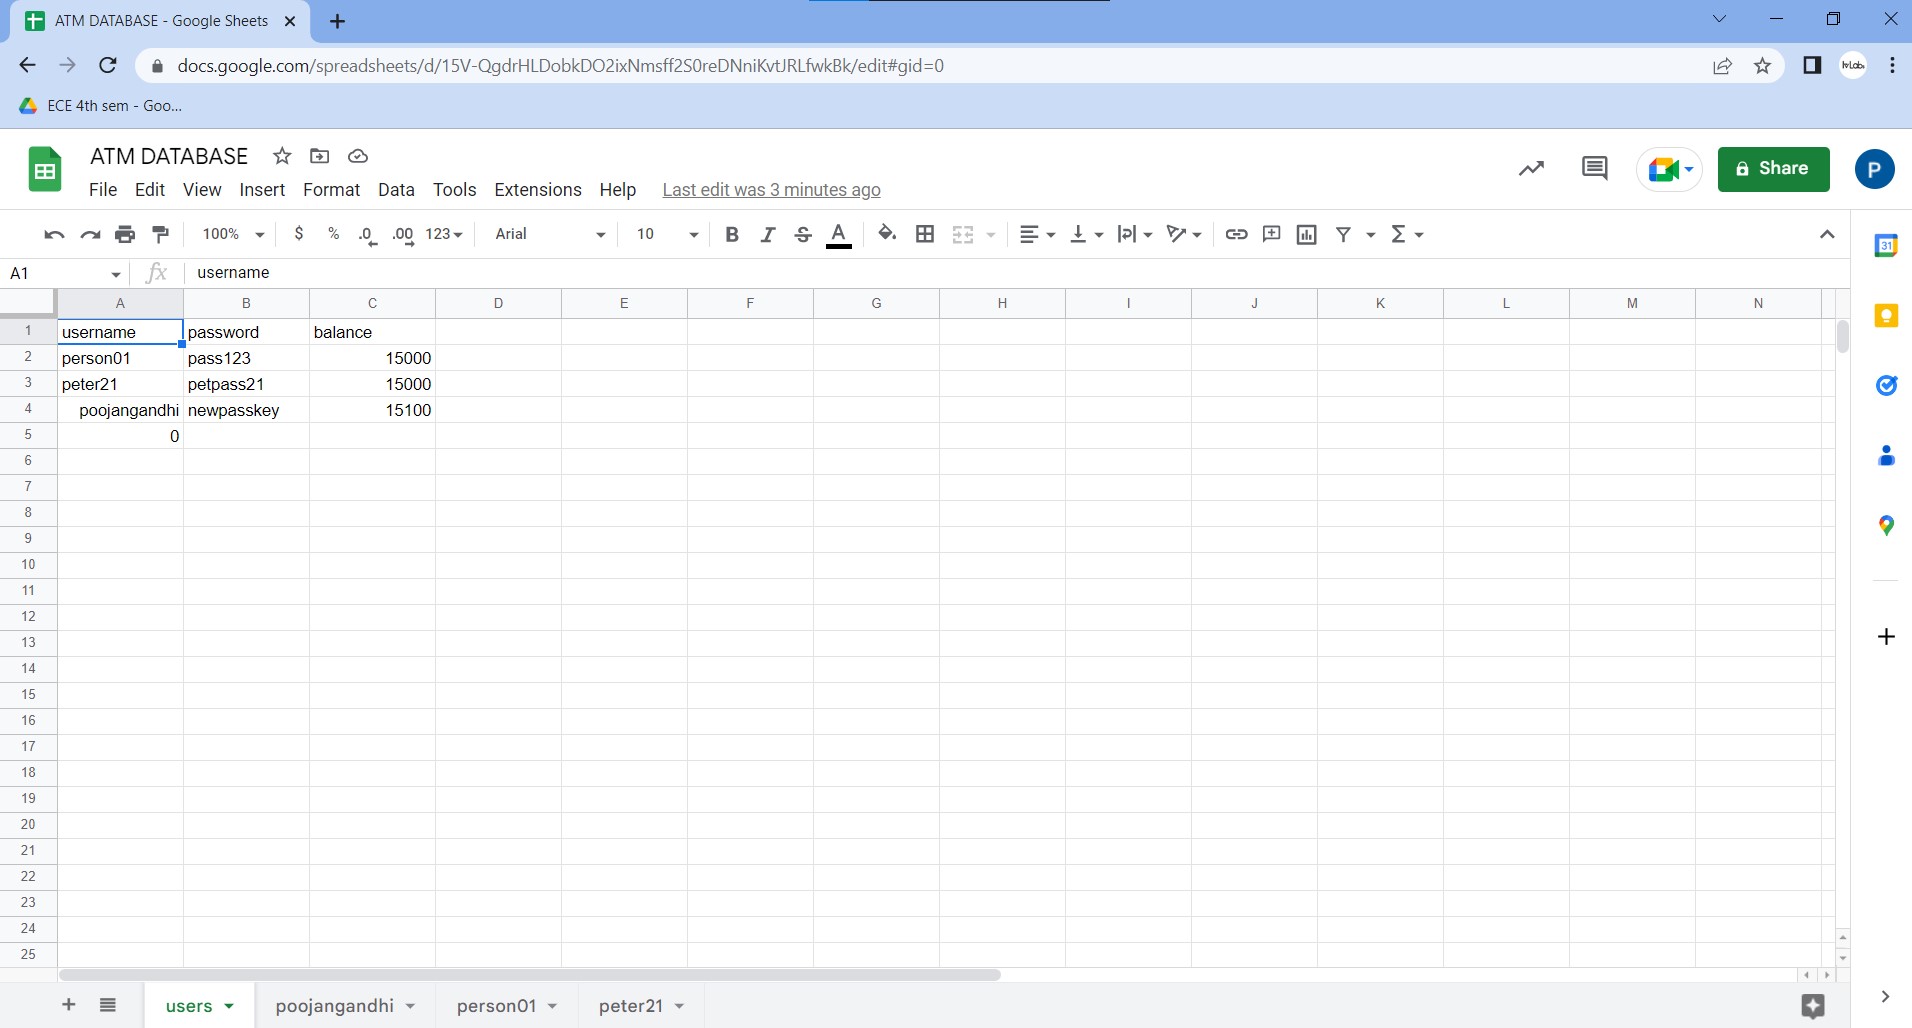 ATM DATABASE - Google Sheets
docs.google.com/spreadsheets/d/15V-QgdrHLDobkDO2ixNmsff2S0reDNniKvtJRLfwkBk/edit#gid=0
ECE 4th sem - Goo...
ATM DATABASE
File Edit View Insert Format Data Tools Extensions Help Last edit was 3 minutes ago
Share
P
100% $ % .0 .00 123 Arial 10 B I S A
31
A1 fx username
A B C D E F G H I J K L M N
1 username password balance
2 person01 pass123 15000
3 peter21 petpass21 15000
4 poojangandhi newpasskey 15100
5 0
6
7
8
9
10
11
12
13
14
15
16
17
18
19
20
21
22
23
24
25
users poojangandhi person01 peter21